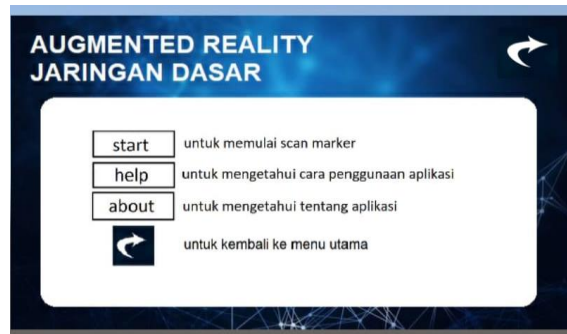 AUGMENTED REALITY
JARINGAN DASAR
start untuk memulai scan marker
help untuk mengetahui cara penggunaan aplikasi
about untuk mengetahui tentang aplikasi
untuk kembali ke menu utama